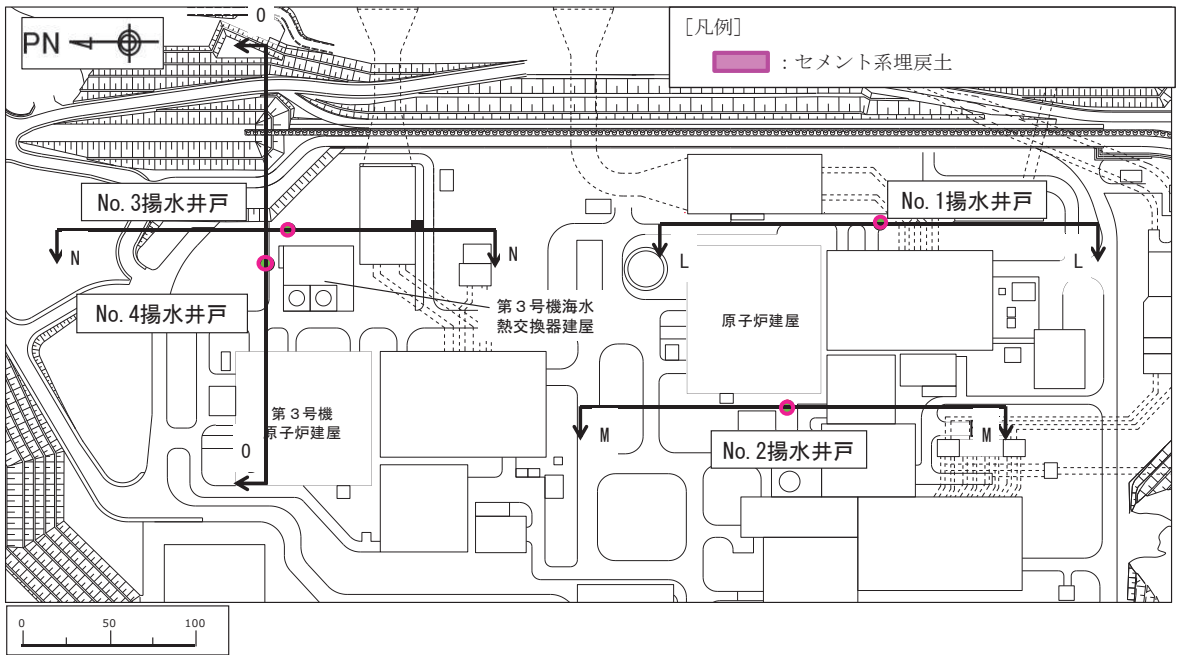 O
PN
[凡例]
：セメント系埋戻土
No.3揚水井戸
No.1揚水井戸
N
N
L
L
No.4揚水井戸
第３号機海水
熱交換器建屋
原子炉建屋
第３号機
原子炉建屋
O
M
M
No.2揚水井戸
0 50 100